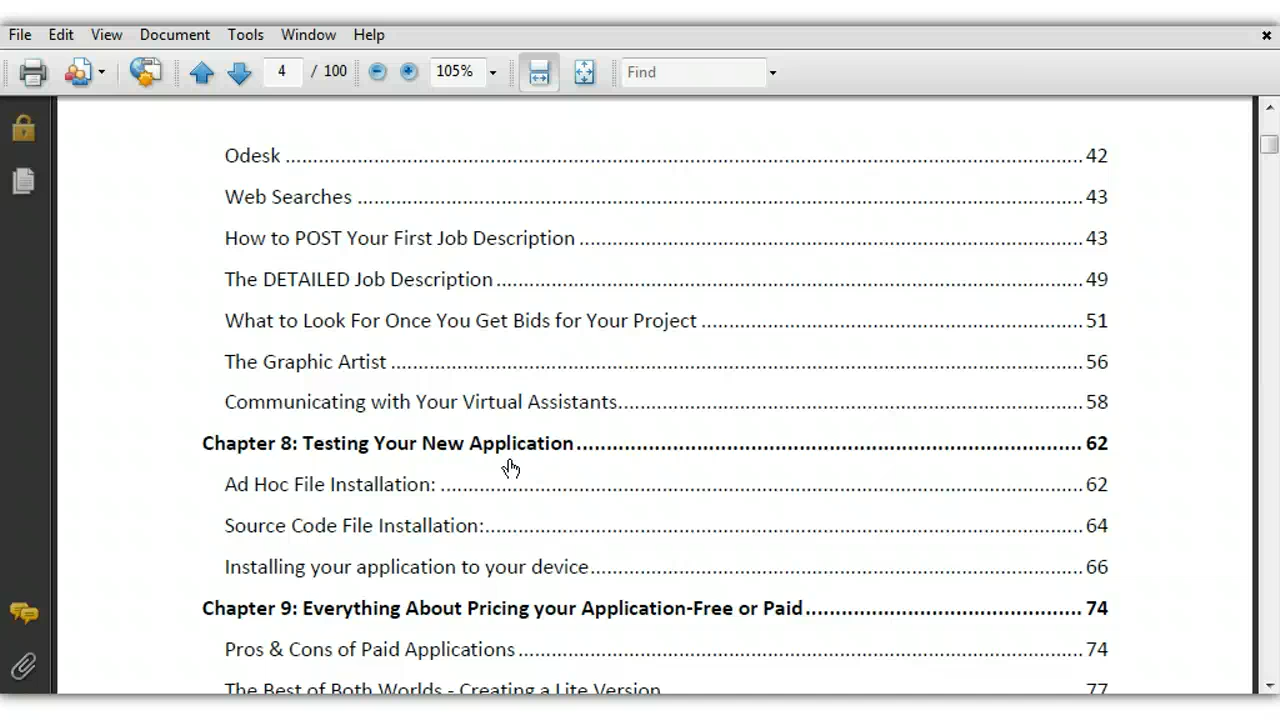 File Edit View Document Tools Window Help
4 / 100 105% Find
Odesk ........................................ 42
Web Searches ........................................ 43
How to POST Your First Job Description ........................................ 43
The DETAILED Job Description ........................................ 49
What to Look For Once You Get Bids for Your Project ........................................ 51
The Graphic Artist ........................................ 56
Communicating with Your Virtual Assistants........................................ 58
Chapter 8: Testing Your New Application........................................ 62
Ad Hoc File Installation: ........................................ 62
Source Code File Installation:........................................ 64
Installing your application to your device........................................ 66
Chapter 9: Everything About Pricing your Application-Free or Paid........................................ 74
Pros & Cons of Paid Applications ........................................ 74
The Best of Both Worlds - Creating a Lite Version ........................................ 77